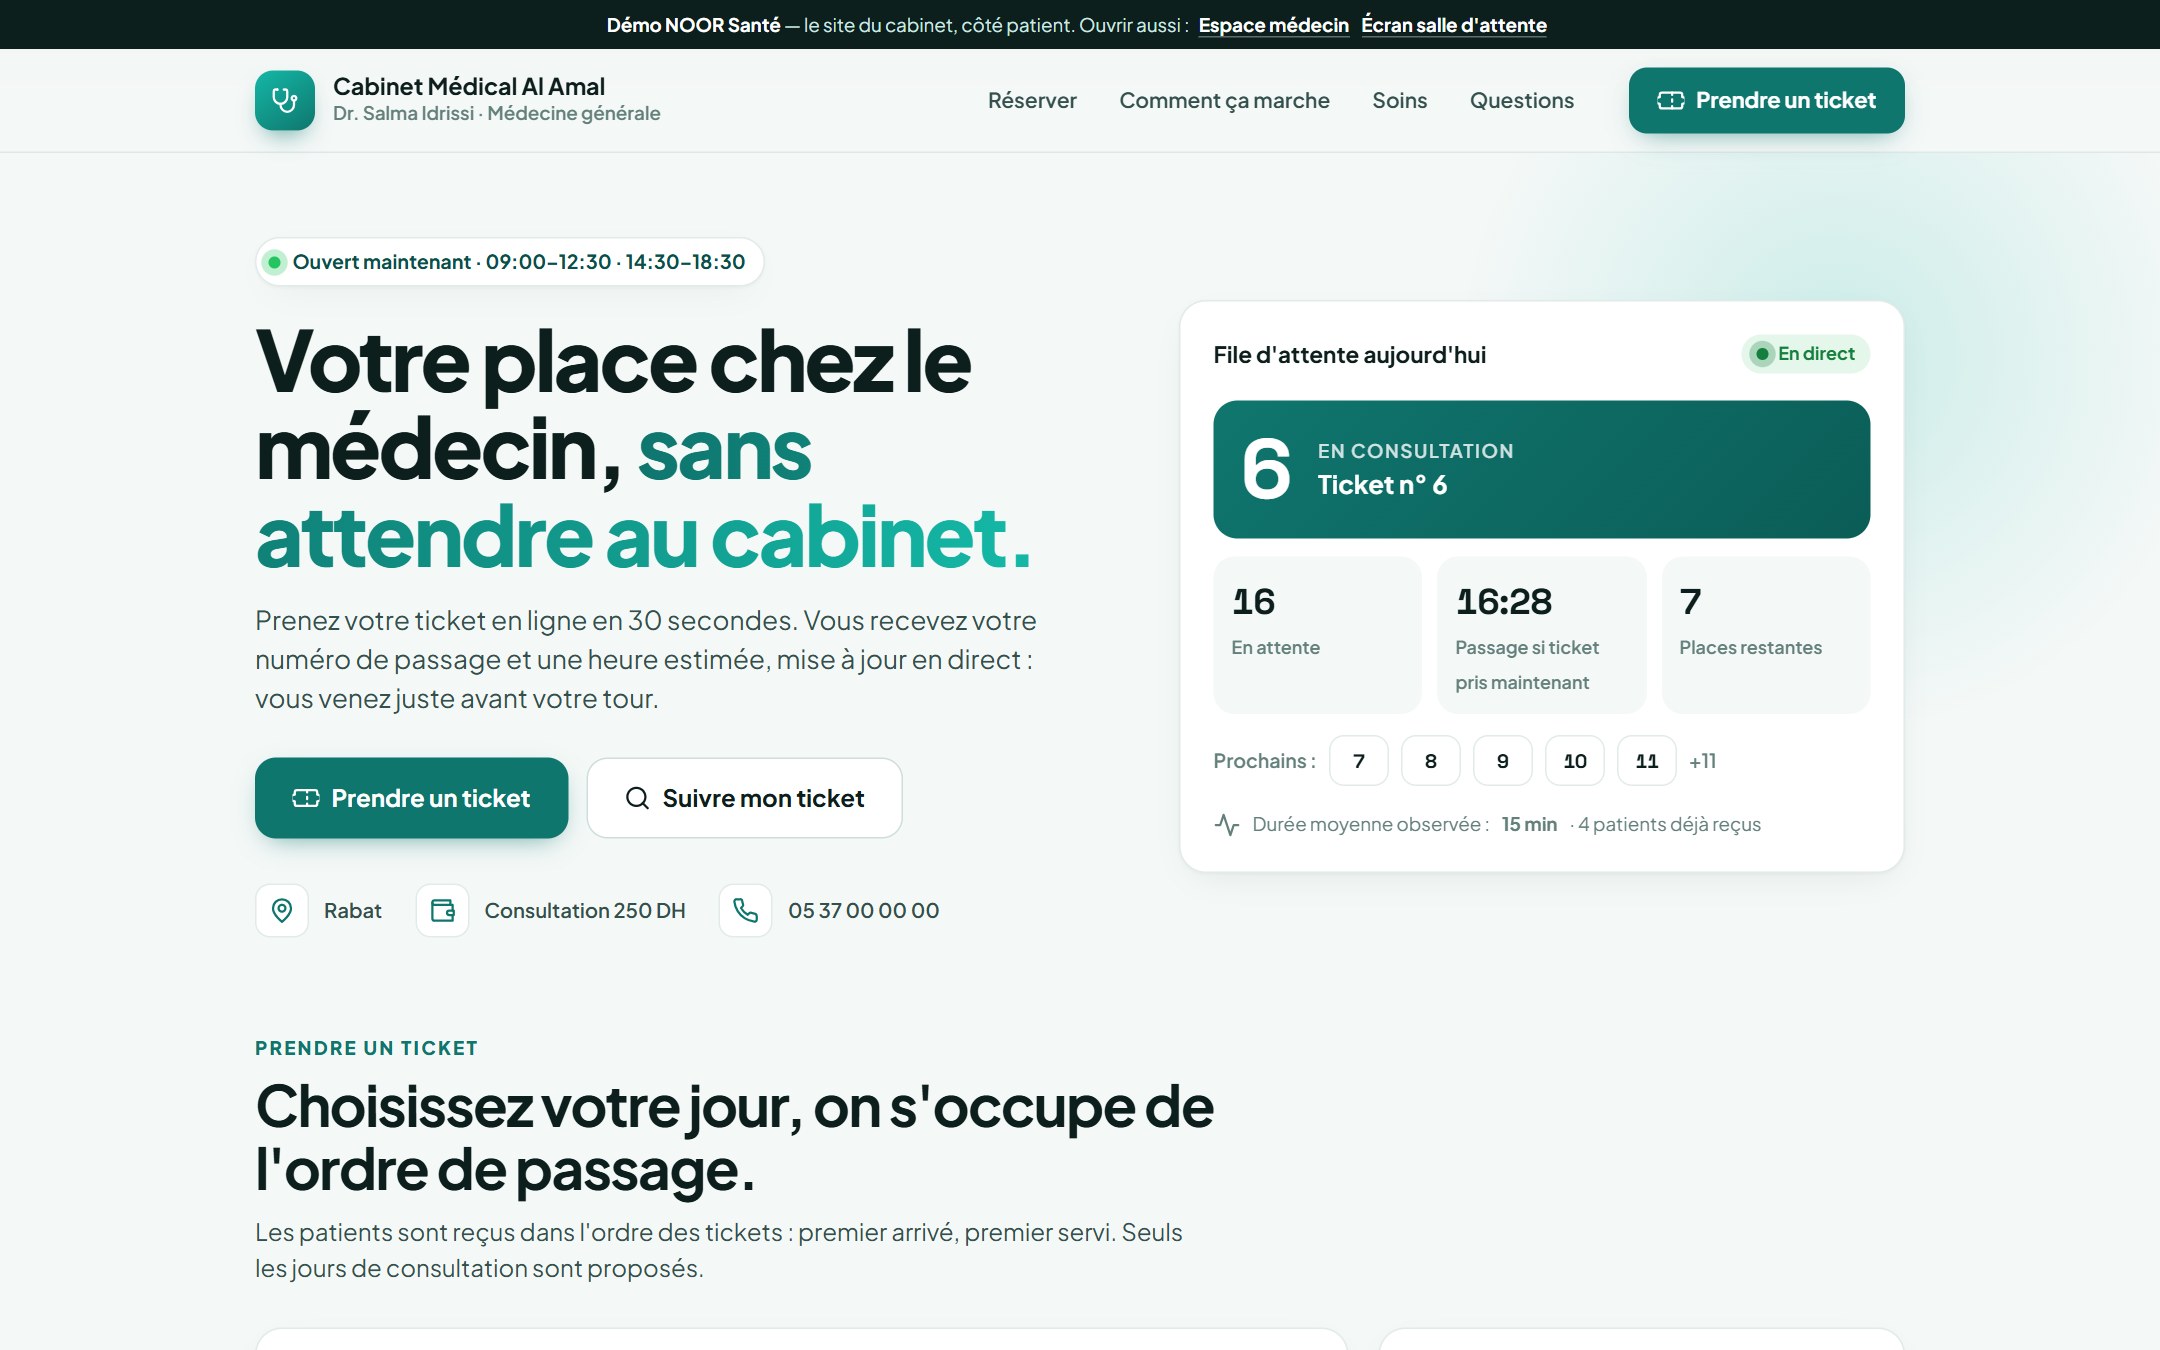 Démo NOOR Santé — le site du cabinet, côté patient. Ouvrir aussi : Espace médecin Écran salle d'attente
Cabinet Médical Al Amal
Dr. Salma Idrissi · Médecine générale
Réserver
Comment ça marche
Soins
Questions
Prendre un ticket
Ouvert maintenant · 09:00–12:30 · 14:30–18:30
Votre place chez le
médecin, sans
attendre au cabinet.
Prenez votre ticket en ligne en 30 secondes. Vous recevez votre
numéro de passage et une heure estimée, mise à jour en direct :
vous venez juste avant votre tour.
Prendre un ticket
Suivre mon ticket
Rabat
Consultation 250 DH
05 37 00 00 00
File d'attente aujourd'hui
En direct
6
EN CONSULTATION
Ticket n° 6
16
En attente
16:28
Passage si ticket
pris maintenant
7
Places restantes
Prochains : 7 8 9 10 11 +11
Durée moyenne observée : 15 min · 4 patients déjà reçus
PRENDRE UN TICKET
Choisissez votre jour, on s'occupe de
l'ordre de passage.
Les patients sont reçus dans l'ordre des tickets : premier arrivé, premier servi. Seuls
les jours de consultation sont proposés.